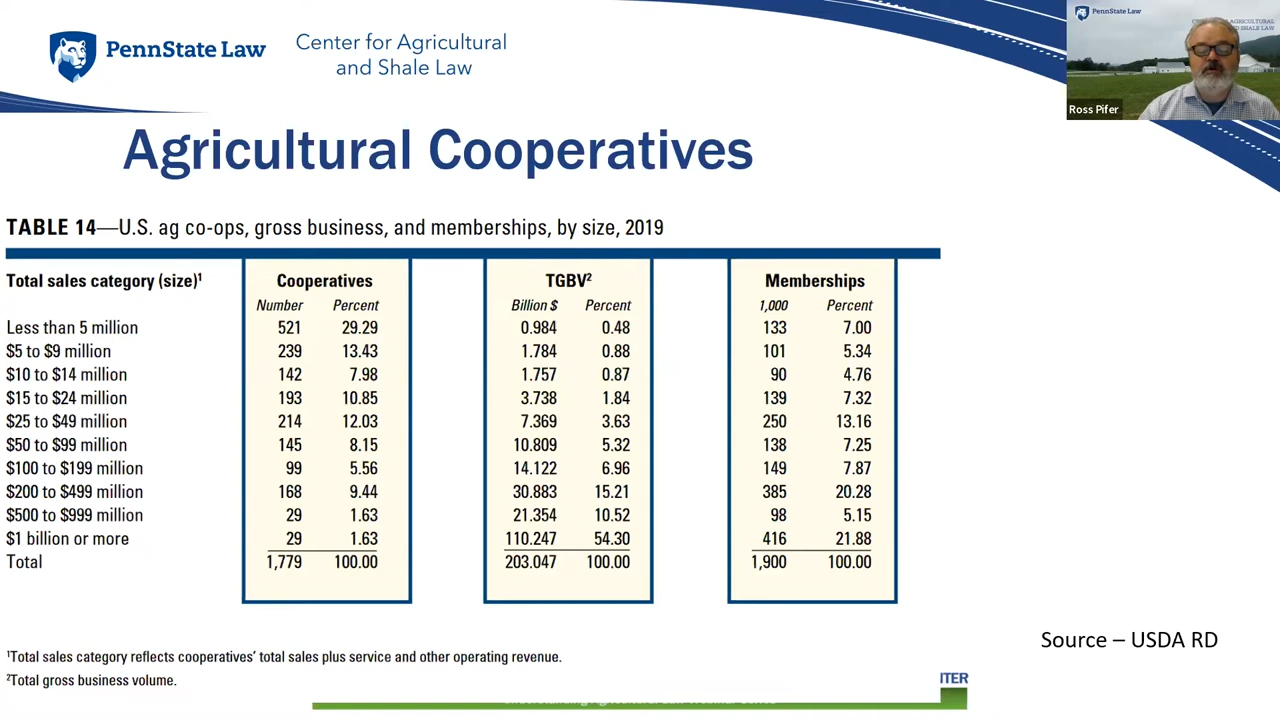 PennState Law
Center for Agricultural
and Shale Law
PennState Law
Ross Pifer
Agricultural Cooperatives
TABLE 14—U.S. ag co-ops, gross business, and memberships, by size, 2019
Total sales category (size)¹ Cooperatives TGBV² Memberships
Number Percent Billion $ Percent 1,000 Percent
Less than 5 million 521 29.29 0.984 0.48 133 7.00
$5 to $9 million 239 13.43 1.784 0.88 101 5.34
$10 to $14 million 142 7.98 1.757 0.87 90 4.76
$15 to $24 million 193 10.85 3.738 1.84 139 7.32
$25 to $49 million 214 12.03 7.369 3.63 250 13.16
$50 to $99 million 145 8.15 10.809 5.32 138 7.25
$100 to $199 million 99 5.56 14.122 6.96 149 7.87
$200 to $499 million 168 9.44 30.883 15.21 385 20.28
$500 to $999 million 29 1.63 21.354 10.52 98 5.15
$1 billion or more 29 1.63 110.247 54.30 416 21.88
Total 1,779 100.00 203.047 100.00 1,900 100.00
Source – USDA RD
¹Total sales category reflects cooperatives’ total sales plus service and other operating revenue.
²Total gross business volume.